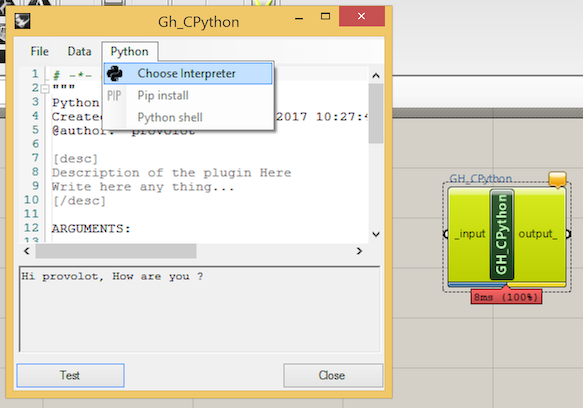 Gh_CPython
File Data Python
Choose Interpreter
PIP Pip install
Python shell
1 # -*-
2 """
3 Python
4 Created 2017 10:27:4
5 @author: provolot
6
7 [desc]
8 Description of the plugin Here
9 Write here any thing...
10 [/desc]
11
12 ARGUMENTS:
13
Hi provolot, How are you ?
Test Close
GH_CPython
_input GH_CPython output_
8ms (100%)